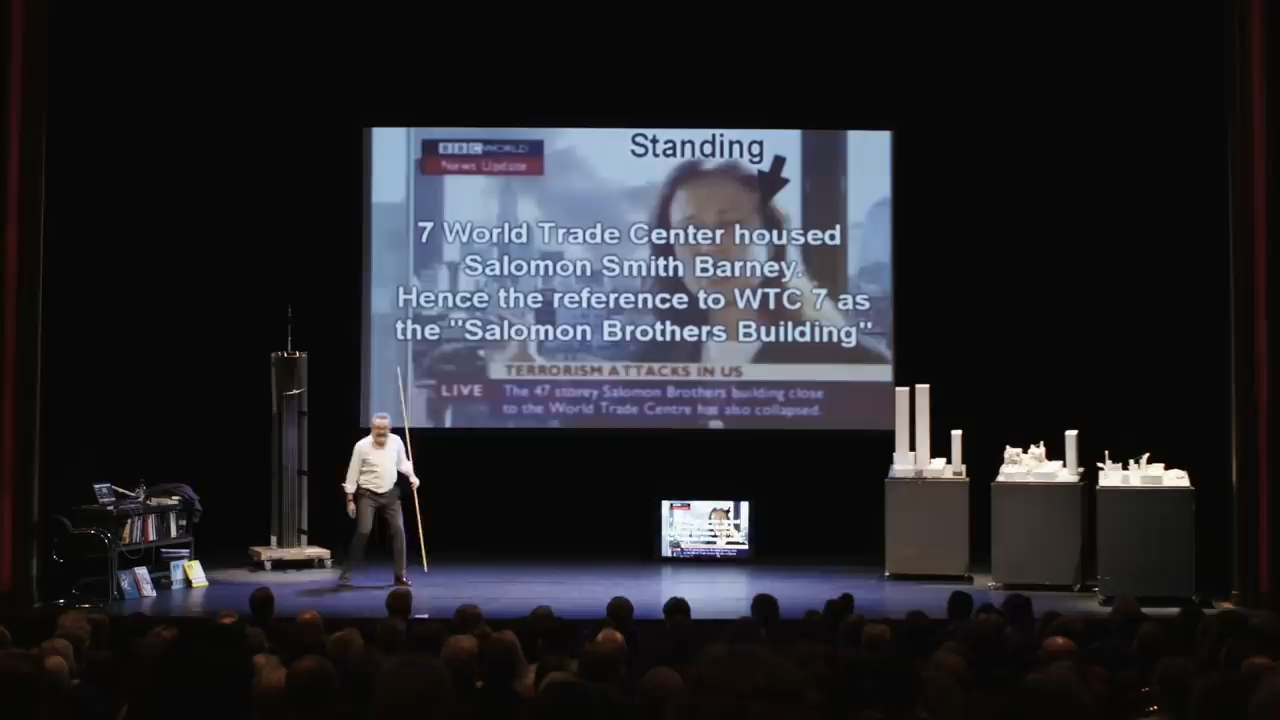 BBC WORLD
News Update
Standing
7 World Trade Center housed
Salomon Smith Barney.
Hence the reference to WTC 7 as
the "Salomon Brothers Building"
TERRORISM ATTACKS IN US
LIVE
The 47 storey Salomon Brothers building close
to the World Trade Centre has also collapsed.